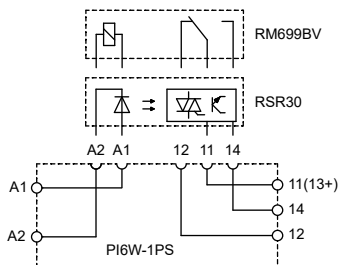 RM699BV
RSR30
A2 A1 12 11 14
A1
11(13+)
14
A2
12
PI6W-1PS